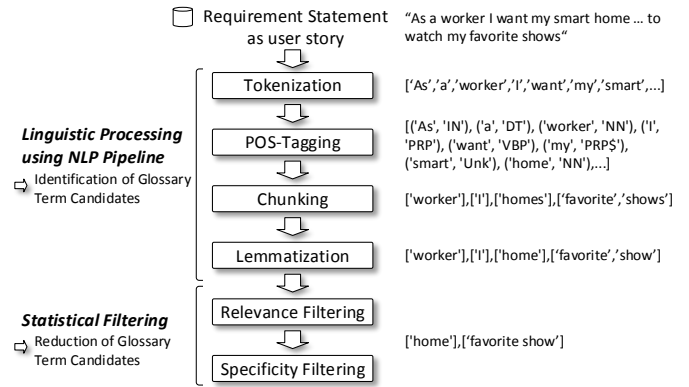 Requirement Statement
as user story
“As a worker I want my smart home … to
watch my favorite shows“
Tokenization
[‘As’,’a’,’worker’,’I’,’want’,’my’,’smart’,...]
Linguistic Processing
using NLP Pipeline
Identification of Glossary
Term Candidates
POS-Tagging
[('As', 'IN'), ('a', 'DT'), ('worker', 'NN'), ('I',
'PRP'), ('want', 'VBP'), ('my', 'PRP$'),
('smart', 'Unk'), ('home', 'NN'),...]
Chunking
['worker'],['I'],['homes'],[‘favorite’,’shows’]
Lemmatization
['worker'],['I'],['home'],[‘favorite’,’show’]
Statistical Filtering
Reduction of Glossary
Term Candidates
Relevance Filtering
['home'],[‘favorite show’]
Specificity Filtering